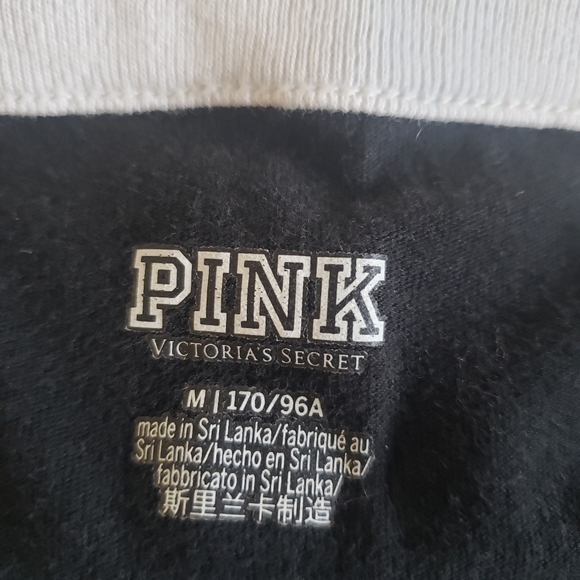 PINK
VICTORIA'S SECRET
M | 170/96A
made in Sri Lanka/fabriqué au
Sri Lanka/hecho en Sri Lanka/
fabbricato in Sri Lanka/
斯里兰卡制造